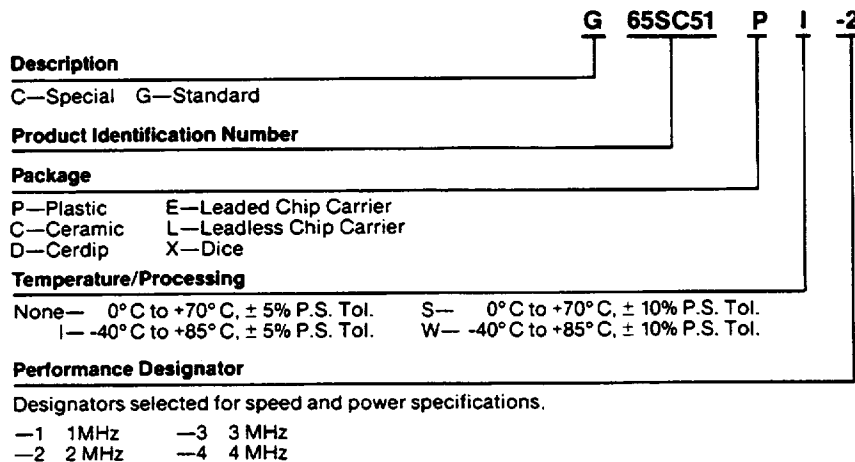 G 65SC51 P I -2
Description
C—Special G—Standard
Product Identification Number
Package
P—Plastic E—Leaded Chip Carrier
C—Ceramic L—Leadless Chip Carrier
D—Cerdip X—Dice
Temperature/Processing
None— 0°C to +70°C, ± 5% P.S. Tol. S— 0°C to +70°C, ± 10% P.S. Tol.
I— -40°C to +85°C, ± 5% P.S. Tol. W— -40°C to +85°C, ± 10% P.S. Tol.
Performance Designator
Designators selected for speed and power specifications.
—1 1MHz —3 3 MHz
—2 2 MHz —4 4 MHz